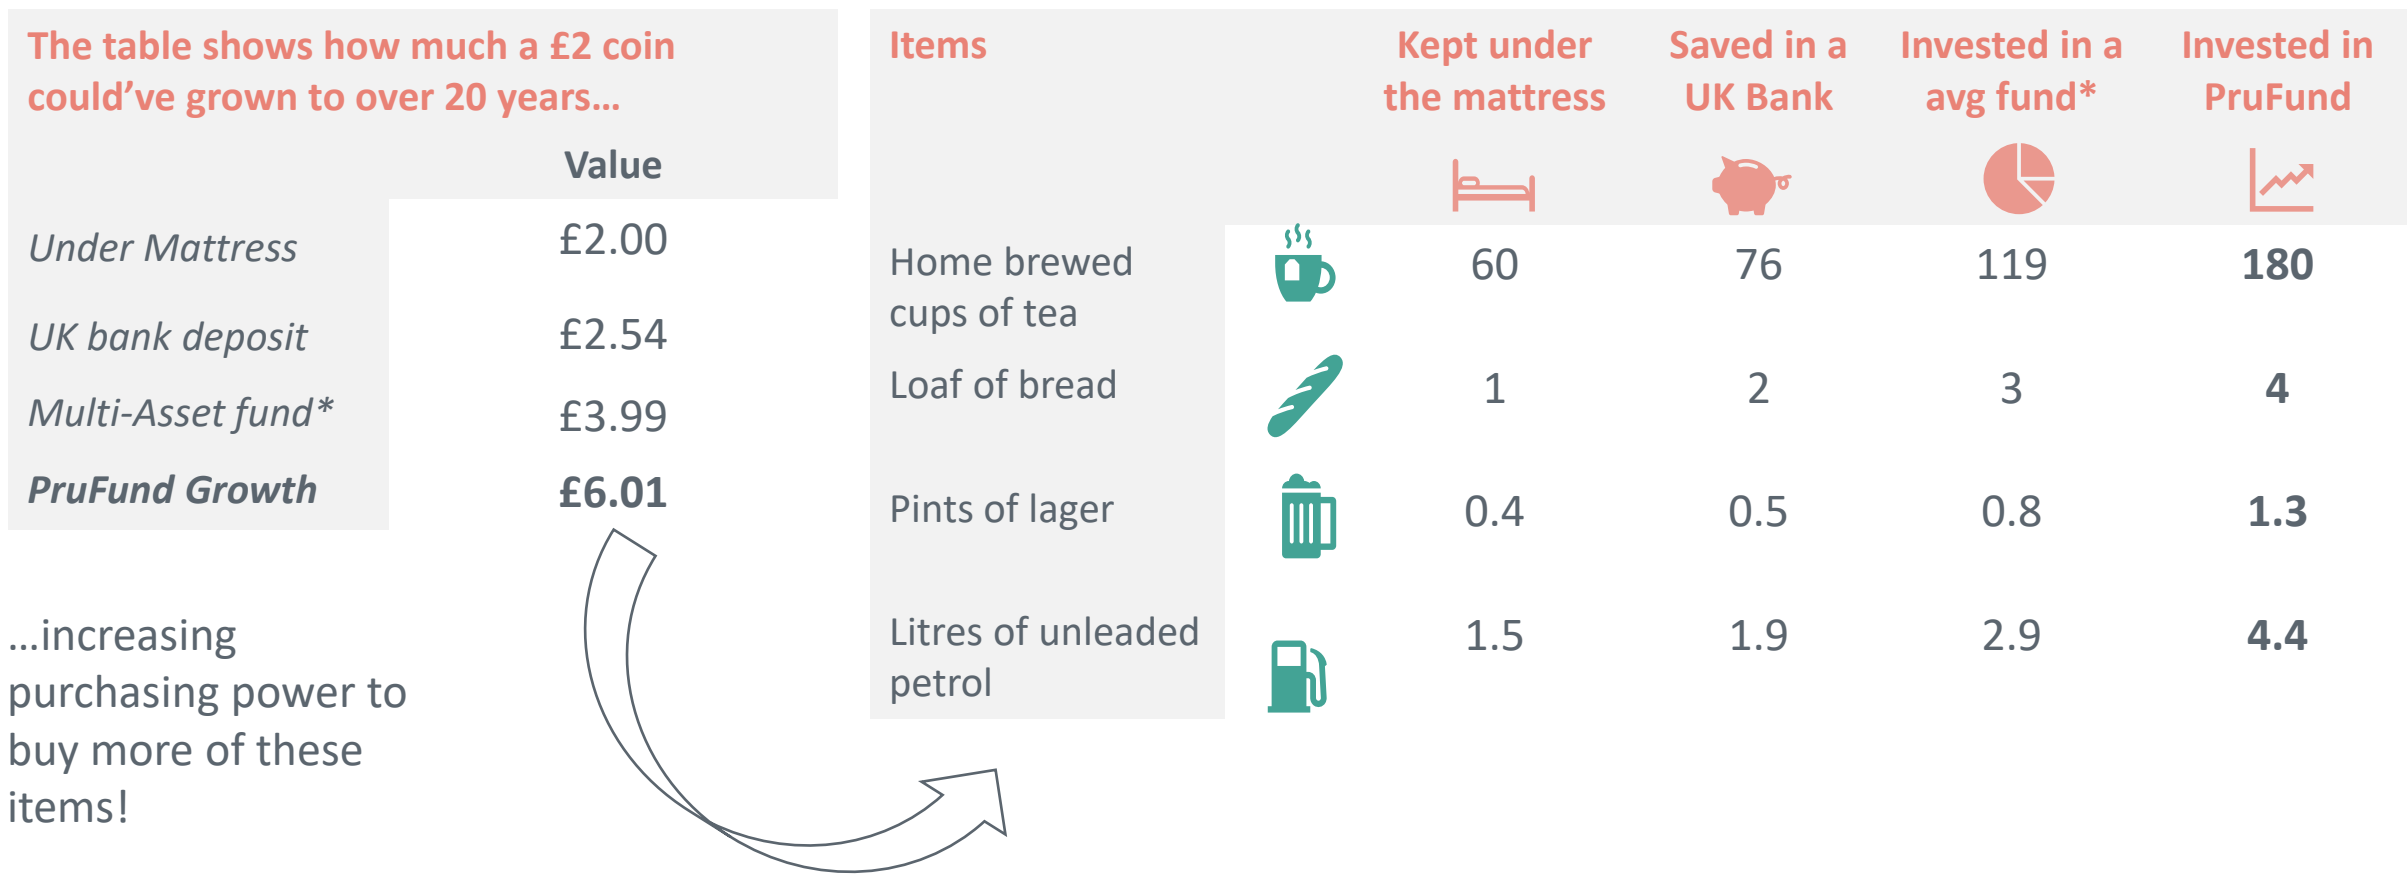 The table shows how much a £2 coin
could’ve grown to over 20 years…
Value
Under Mattress £2.00
UK bank deposit £2.54
Multi-Asset fund* £3.99
PruFund Growth £6.01
…increasing
purchasing power to
buy more of these
items!
Items Kept under Saved in a Invested in a Invested in
the mattress UK Bank avg fund* PruFund
Home brewed 60 76 119 180
cups of tea
Loaf of bread 1 2 3 4
Pints of lager 0.4 0.5 0.8 1.3
Litres of unleaded 1.5 1.9 2.9 4.4
petrol